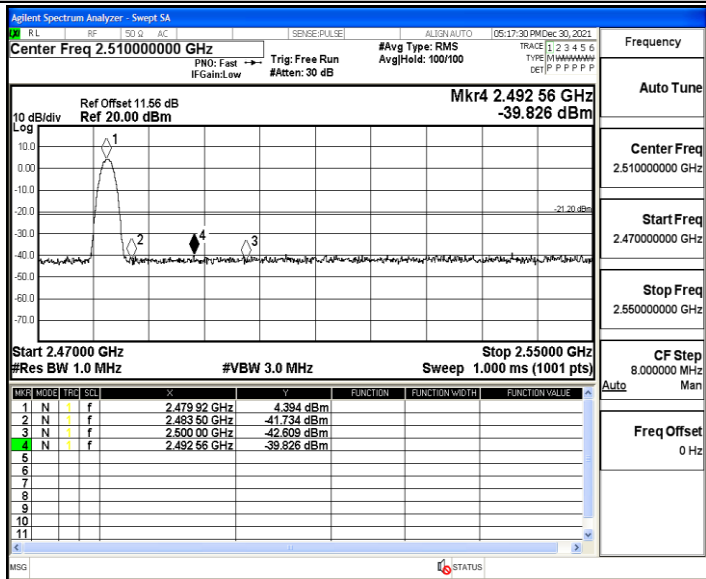 Agilent Spectrum Analyzer - Swept SA
LXI RL RF 50 Ω AC SENSE:PULSE ALIGN AUTO 05:17:30 PM Dec 30, 2021
Center Freq 2.510000000 GHz
PNO: Fast
IFGain:Low
Trig: Free Run
#Atten: 30 dB
#Avg Type: RMS
Avg|Hold: 100/100
TRACE 1 2 3 4 5 6
TYPE M WWWWW
DET P P P P P P
Frequency
Auto Tune
Center Freq
2.510000000 GHz
Start Freq
2.470000000 GHz
Stop Freq
2.550000000 GHz
CF Step
8.000000 MHz
Auto Man
Freq Offset
0 Hz
Mkr4 2.492 56 GHz
-39.826 dBm
Ref Offset 11.56 dB
10 dB/div Ref 20.00 dBm
Log
10.0
0.00
-10.0
-20.0
-30.0
-40.0
-50.0
-60.0
-70.0
1
2
4
3
-21.20 dBm
Start 2.47000 GHz Stop 2.55000 GHz
#Res BW 1.0 MHz #VBW 3.0 MHz Sweep 1.000 ms (1001 pts)
MKR MODE TRC SCL X Y FUNCTION FUNCTION WIDTH FUNCTION VALUE
1 N 1 f 2.479 92 GHz 4.394 dBm
2 N 1 f 2.483 50 GHz -41.734 dBm
3 N 1 f 2.500 00 GHz -42.609 dBm
4 N 1 f 2.492 56 GHz -39.826 dBm
5
6
7
8
9
10
11
MSG STATUS